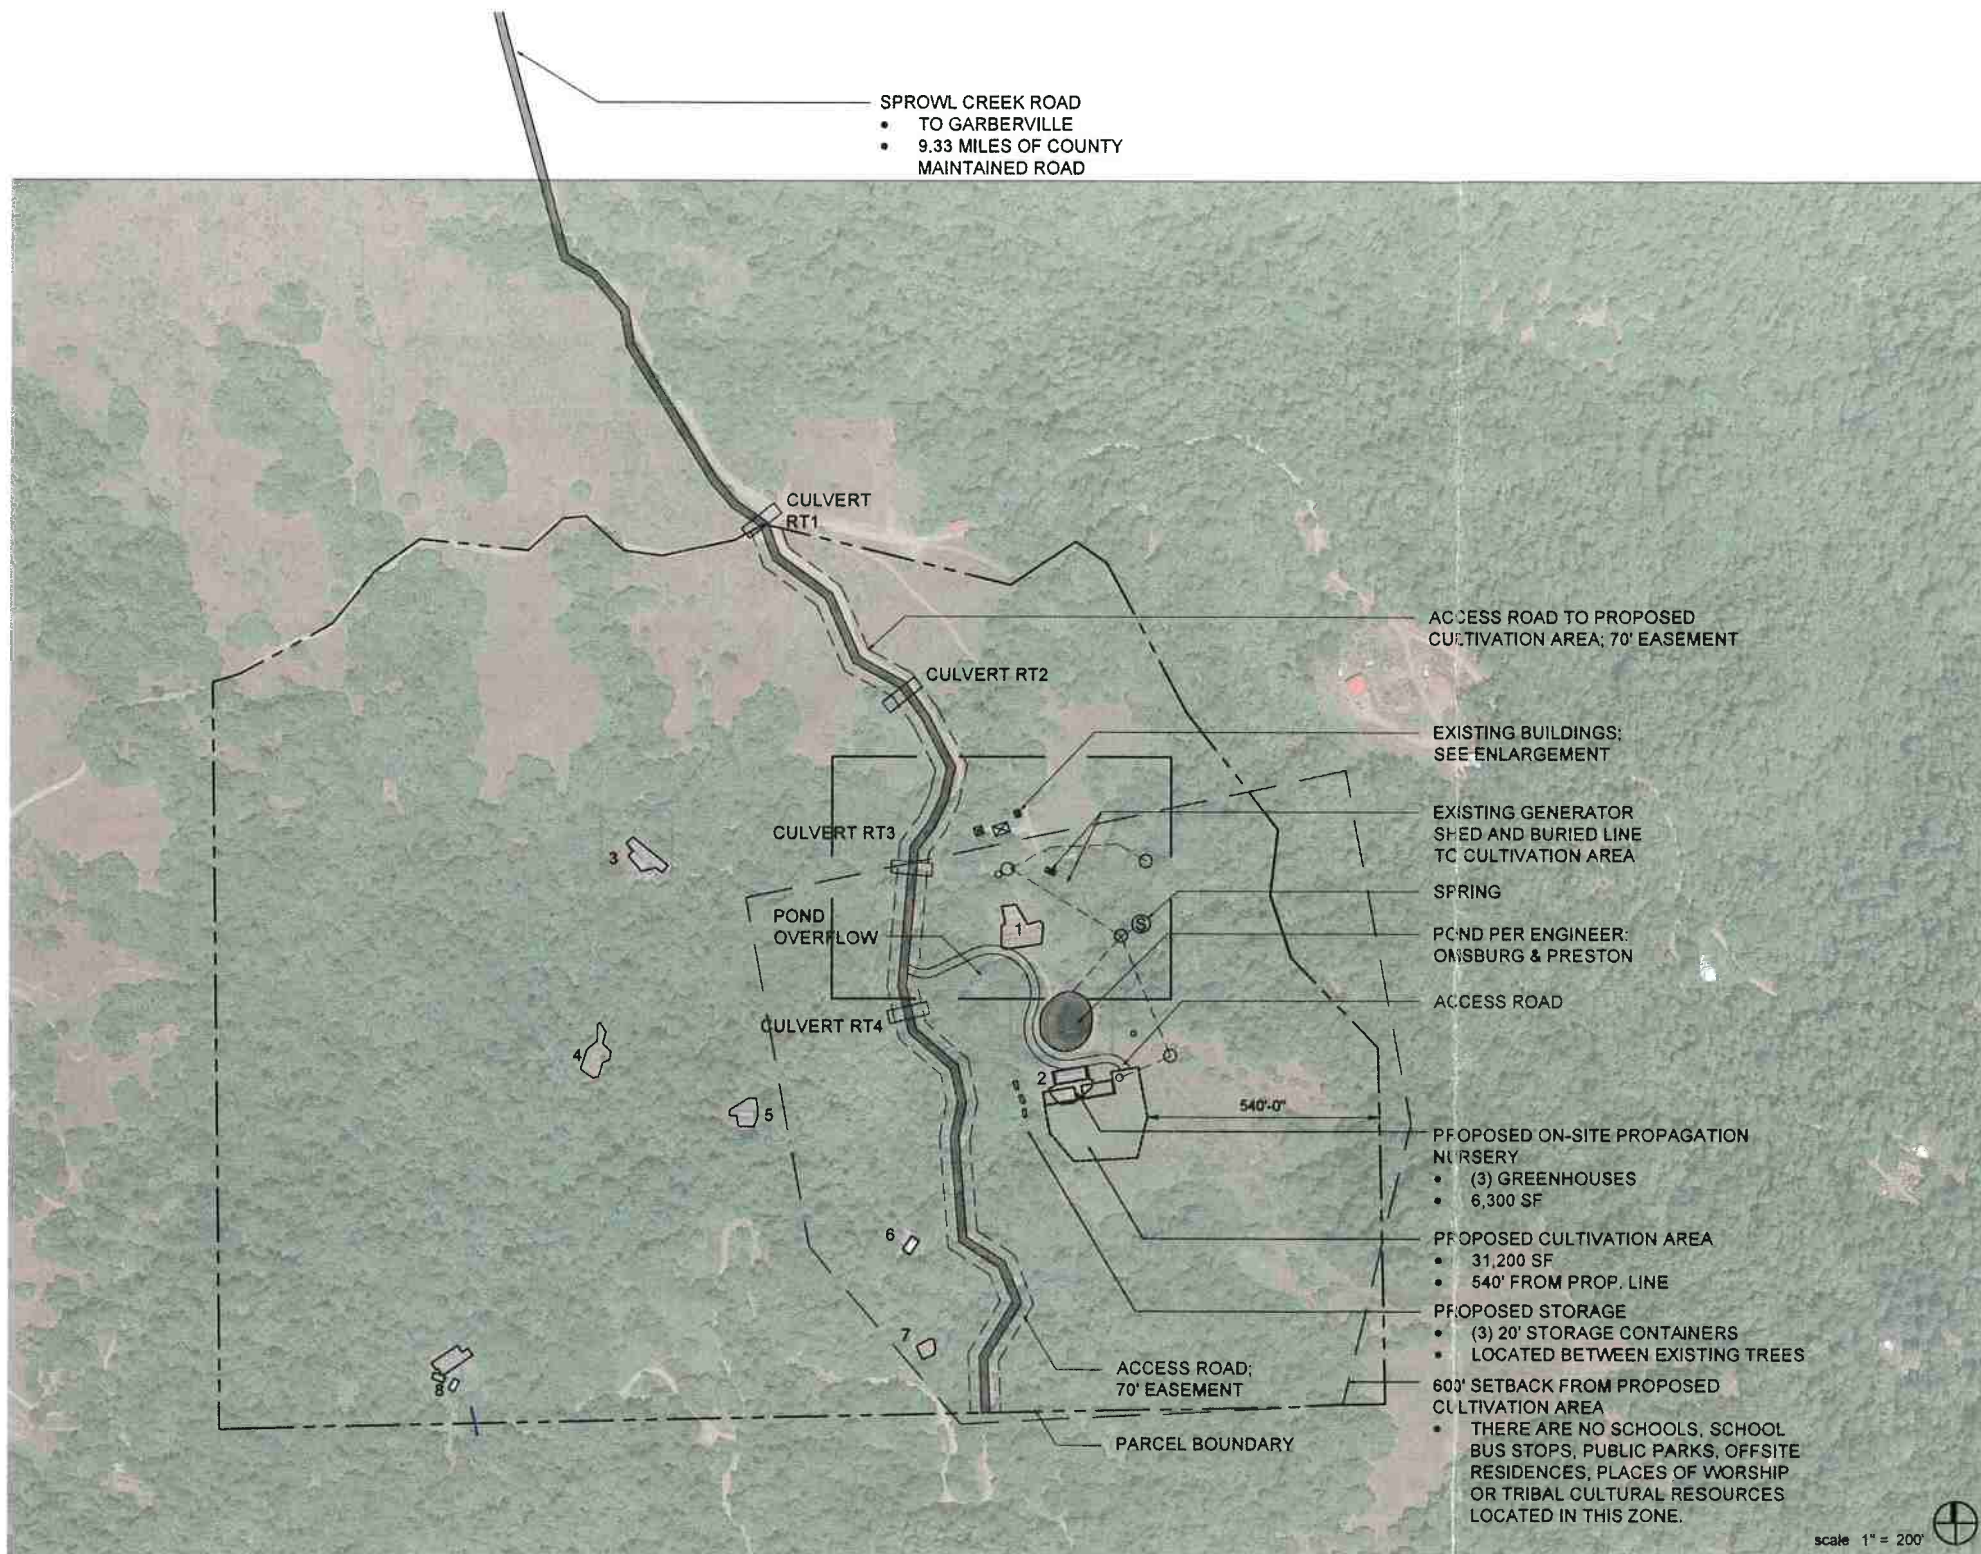 SPROWL CREEK ROAD
• TO GARBERVILLE
• 9.33 MILES OF COUNTY
MAINTAINED ROAD
CULVERT
RT1
ACCESS ROAD TO PROPOSED
CULTIVATION AREA; 70' EASEMENT
CULVERT RT2
EXISTING BUILDINGS;
SEE ENLARGEMENT
EXISTING GENERATOR
SHED AND BURIED LINE
TO CULTIVATION AREA
CULVERT RT3
3
SPRING
S
POND
OVERFLOW
1
POND PER ENGINEER:
OMSBURG & PRESTON
ACCESS ROAD
CULVERT RT4
4
2
5
540'-0"
PROPOSED ON-SITE PROPAGATION
NURSERY
• (3) GREENHOUSES
• 6,300 SF
6
PROPOSED CULTIVATION AREA
• 31,200 SF
• 540' FROM PROP. LINE
PROPOSED STORAGE
• (3) 20' STORAGE CONTAINERS
• LOCATED BETWEEN EXISTING TREES
7
8
ACCESS ROAD;
70' EASEMENT
600' SETBACK FROM PROPOSED
CULTIVATION AREA
• THERE ARE NO SCHOOLS, SCHOOL
BUS STOPS, PUBLIC PARKS, OFFSITE
RESIDENCES, PLACES OF WORSHIP
OR TRIBAL CULTURAL RESOURCES
LOCATED IN THIS ZONE.
PARCEL BOUNDARY
scale 1" = 200'